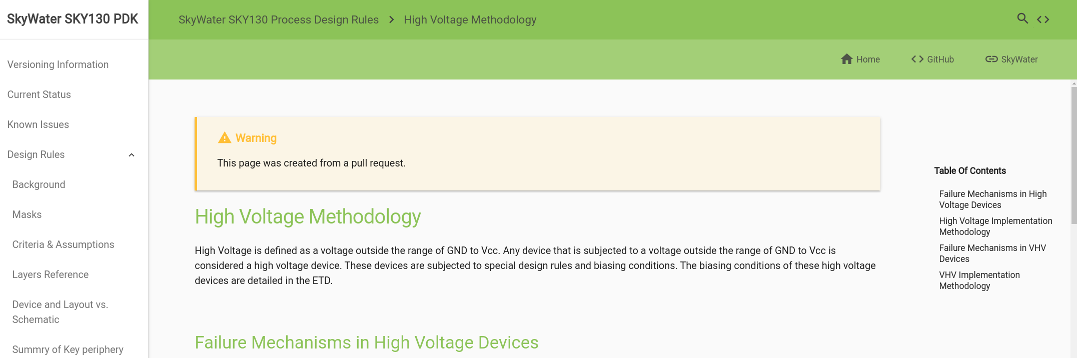 SkyWater SKY130 PDK
SkyWater SKY130 Process Design Rules
High Voltage Methodology
Home
GitHub
SkyWater
Versioning Information
Current Status
Known Issues
Design Rules
Background
Masks
Criteria & Assumptions
Layers Reference
Device and Layout vs.
Schematic
Summry of Key periphery
Warning
This page was created from a pull request.
High Voltage Methodology
High Voltage is defined as a voltage outside the range of GND to Vcc. Any device that is subjected to a voltage outside the range of GND to Vcc is
considered a high voltage device. These devices are subjected to special design rules and biasing conditions. The biasing conditions of these high voltage
devices are detailed in the ETD.
Failure Mechanisms in High Voltage Devices
Table Of Contents
Failure Mechanisms in High
Voltage Devices
High Voltage Implementation
Methodology
Failure Mechanisms in VHV
Devices
VHV Implementation
Methodology